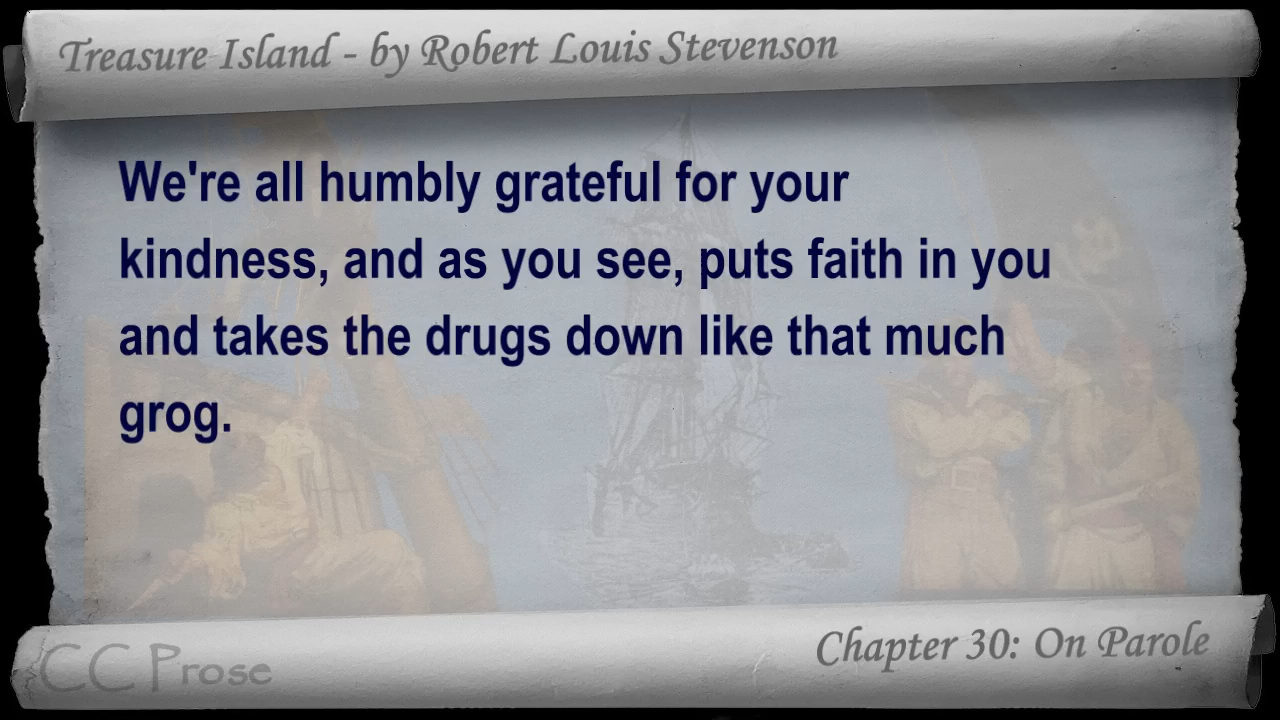 Treasure Island - by Robert Louis Stevenson
We're all humbly grateful for your
kindness, and as you see, puts faith in you
and takes the drugs down like that much
grog.
Chapter 30: On Parole
CC Prose